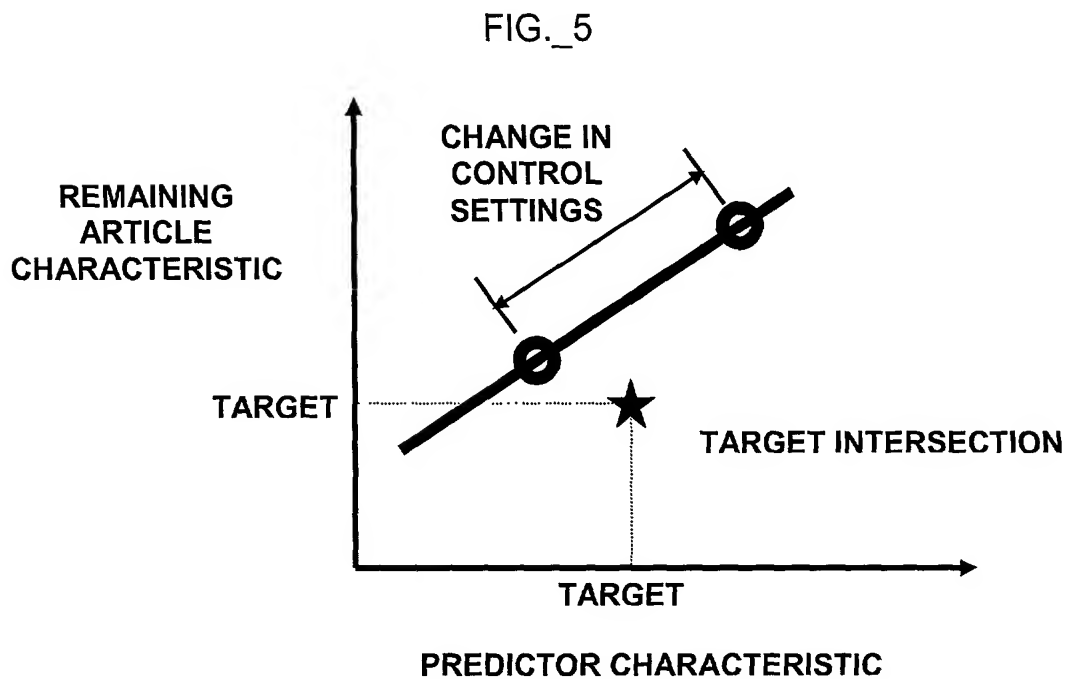 FIG._5
CHANGE IN
CONTROL
SETTINGS
REMAINING
ARTICLE
CHARACTERISTIC
TARGET
TARGET INTERSECTION
TARGET
PREDICTOR CHARACTERISTIC